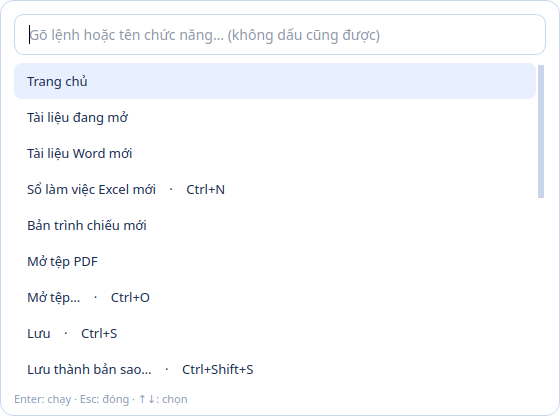 Gõ lệnh hoặc tên chức năng... (không dấu cũng được)
Trang chủ
Tài liệu đang mở
Tài liệu Word mới
Sổ làm việc Excel mới · Ctrl+N
Bản trình chiếu mới
Mở tệp PDF
Mở tệp... · Ctrl+O
Lưu · Ctrl+S
Lưu thành bản sao... · Ctrl+Shift+S
Enter: chạy · Esc: đóng · ↑↓: chọn